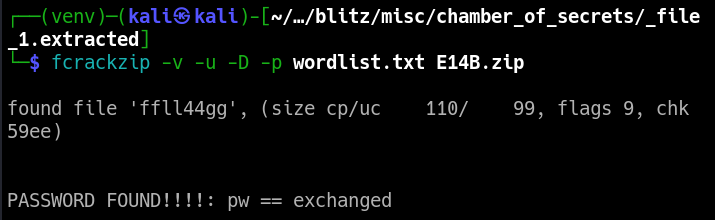 ┌──(venv)─(kali㉿kali)-[~/…/blitz/misc/chamber_of_secrets/_file
_1.extracted]
└─$ fcrackzip -v -u -D -p wordlist.txt E14B.zip
found file 'ffll44gg', (size cp/uc    110/    99, flags 9, chk
59ee)
PASSWORD FOUND!!!!: pw == exchanged